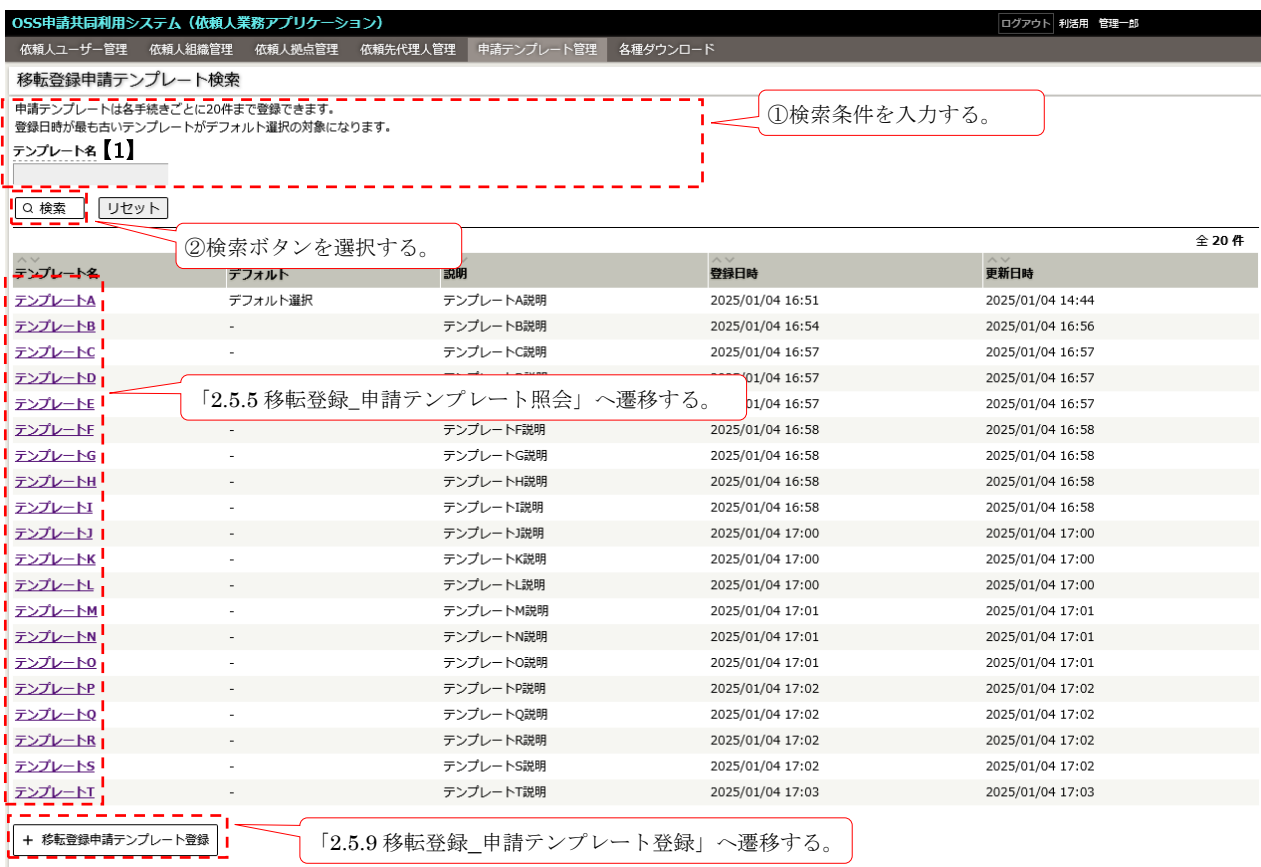 OSS申請共同利用システム（依頼人業務アプリケーション） ログアウト 利活用 管理一郎
依頼人ユーザー管理 依頼人組織管理 依頼人拠点管理 依頼先代理人管理 申請テンプレート管理 各種ダウンロード
移転登録申請テンプレート検索
申請テンプレートは各手続きごとに20件まで登録できます。
登録日時が最も古いテンプレートがデフォルト選択の対象になります。
①検索条件を入力する。
テンプレート名【1】
検索 リセット
②検索ボタンを選択する。
全 20 件
テンプレート名 デフォルト 説明 登録日時 更新日時
テンプレートA デフォルト選択 テンプレートA説明 2025/01/04 16:51 2025/01/04 14:44
テンプレートB - テンプレートB説明 2025/01/04 16:54 2025/01/04 16:56
テンプレートC - テンプレートC説明 2025/01/04 16:57 2025/01/04 16:57
テンプレートD /01/04 16:57 2025/01/04 16:57
「2.5.5 移転登録_申請テンプレート照会」へ遷移する。
テンプレートE 01/04 16:57 2025/01/04 16:57
テンプレートF - テンプレートF説明 2025/01/04 16:58 2025/01/04 16:58
テンプレートG - テンプレートG説明 2025/01/04 16:58 2025/01/04 16:58
テンプレートH - テンプレートH説明 2025/01/04 16:58 2025/01/04 16:58
テンプレートI - テンプレートI説明 2025/01/04 16:58 2025/01/04 16:58
テンプレートJ - テンプレートJ説明 2025/01/04 17:00 2025/01/04 17:00
テンプレートK - テンプレートK説明 2025/01/04 17:00 2025/01/04 17:00
テンプレートL - テンプレートL説明 2025/01/04 17:00 2025/01/04 17:00
テンプレートM - テンプレートM説明 2025/01/04 17:01 2025/01/04 17:01
テンプレートN - テンプレートN説明 2025/01/04 17:01 2025/01/04 17:01
テンプレートO - テンプレートO説明 2025/01/04 17:01 2025/01/04 17:01
テンプレートP - テンプレートP説明 2025/01/04 17:02 2025/01/04 17:02
テンプレートQ - テンプレートQ説明 2025/01/04 17:02 2025/01/04 17:02
テンプレートR - テンプレートR説明 2025/01/04 17:02 2025/01/04 17:02
テンプレートS - テンプレートS説明 2025/01/04 17:02 2025/01/04 17:02
テンプレートT - テンプレートT説明 2025/01/04 17:03 2025/01/04 17:03
+ 移転登録申請テンプレート登録
「2.5.9 移転登録_申請テンプレート登録」へ遷移する。